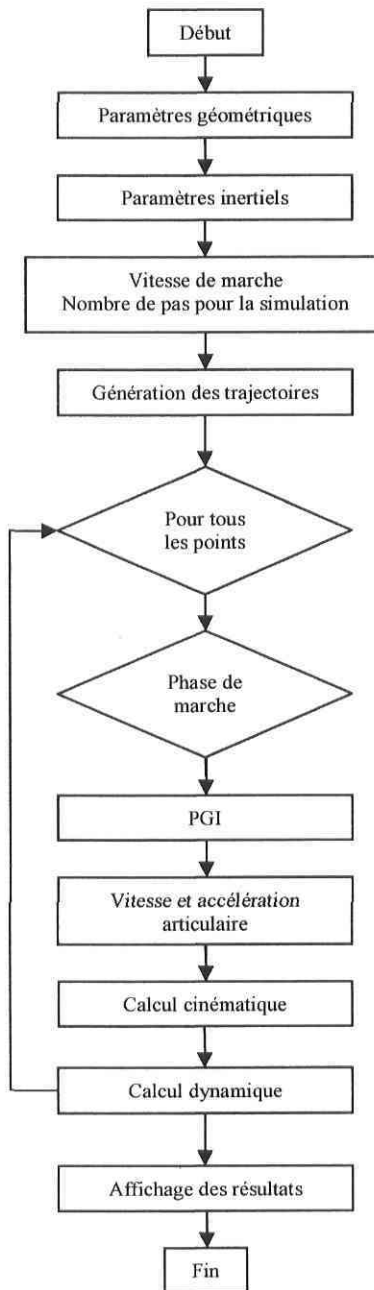 Début
Paramètres géométriques
Paramètres inertiels
Vitesse de marche
Nombre de pas pour la simulation
Génération des trajectoires
Pour tous
les points
Phase de
marche
PGI
Vitesse et accélération
articulaire
Calcul cinématique
Calcul dynamique
Affichage des résultats
Fin